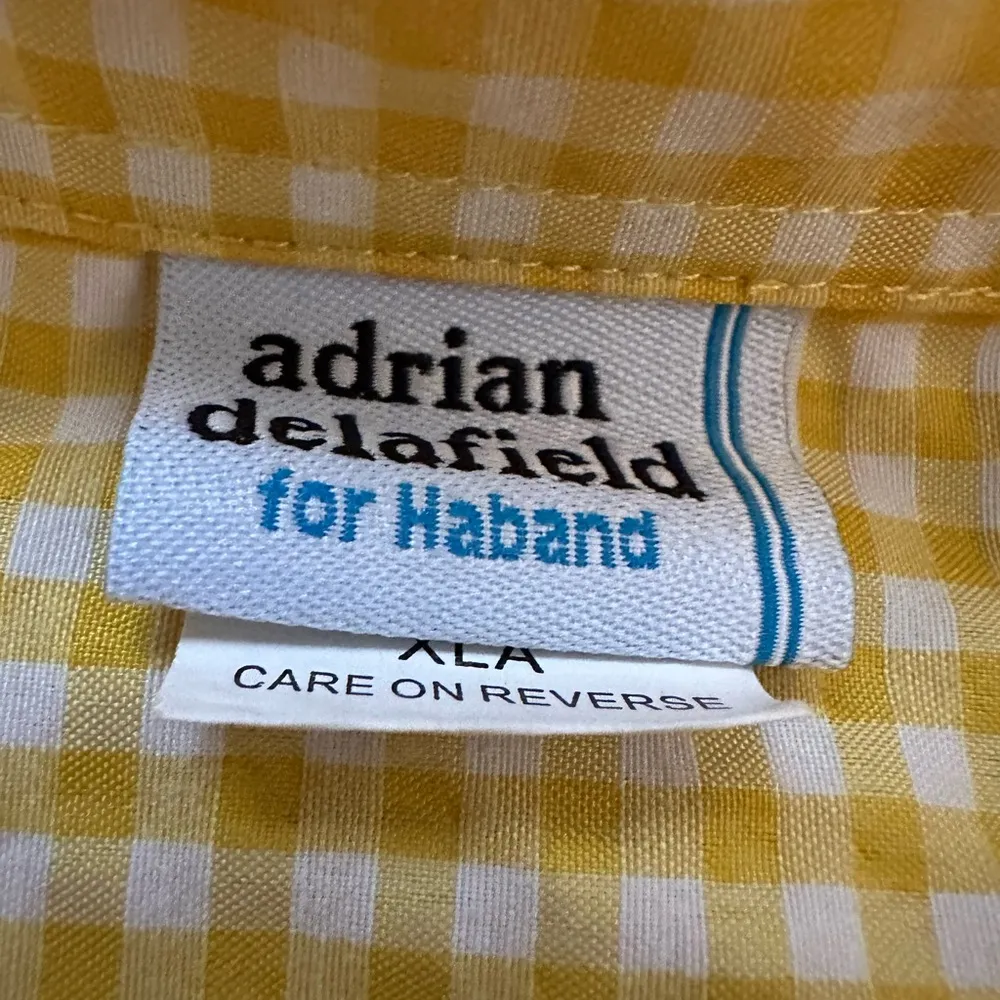 adrian
delafield
for Haband
XLA
CARE ON REVERSE